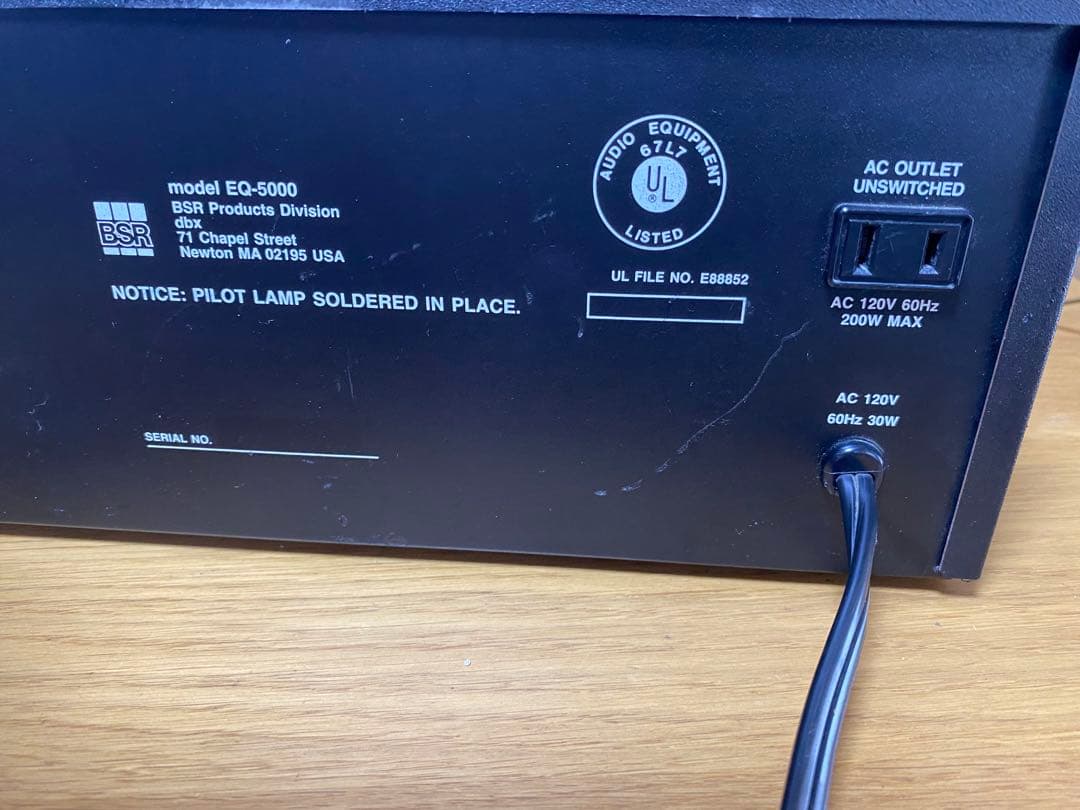 model EQ-5000
BSR Products Division
dbx
71 Chapel Street
Newton MA 02195 USA
BSR
NOTICE: PILOT LAMP SOLDERED IN PLACE.
SERIAL NO.
AUDIO EQUIPMENT
67L7
UL
®
LISTED
UL FILE NO. E88852
AC OUTLET
UNSWITCHED
AC 120V 60Hz
200W MAX
AC 120V
60Hz 30W